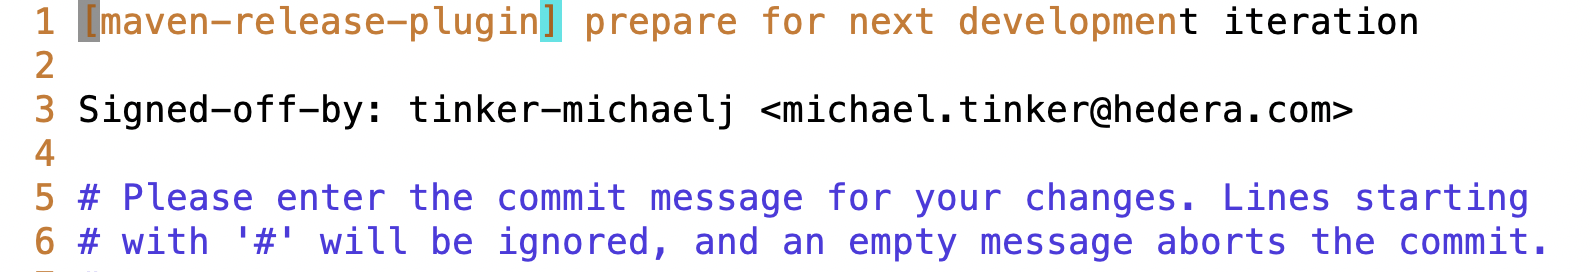 1 [maven-release-plugin] prepare for next development iteration
2
3 Signed-off-by: tinker-michaelj <michael.tinker@hedera.com>
4
5 # Please enter the commit message for your changes. Lines starting
6 # with '#' will be ignored, and an empty message aborts the commit.